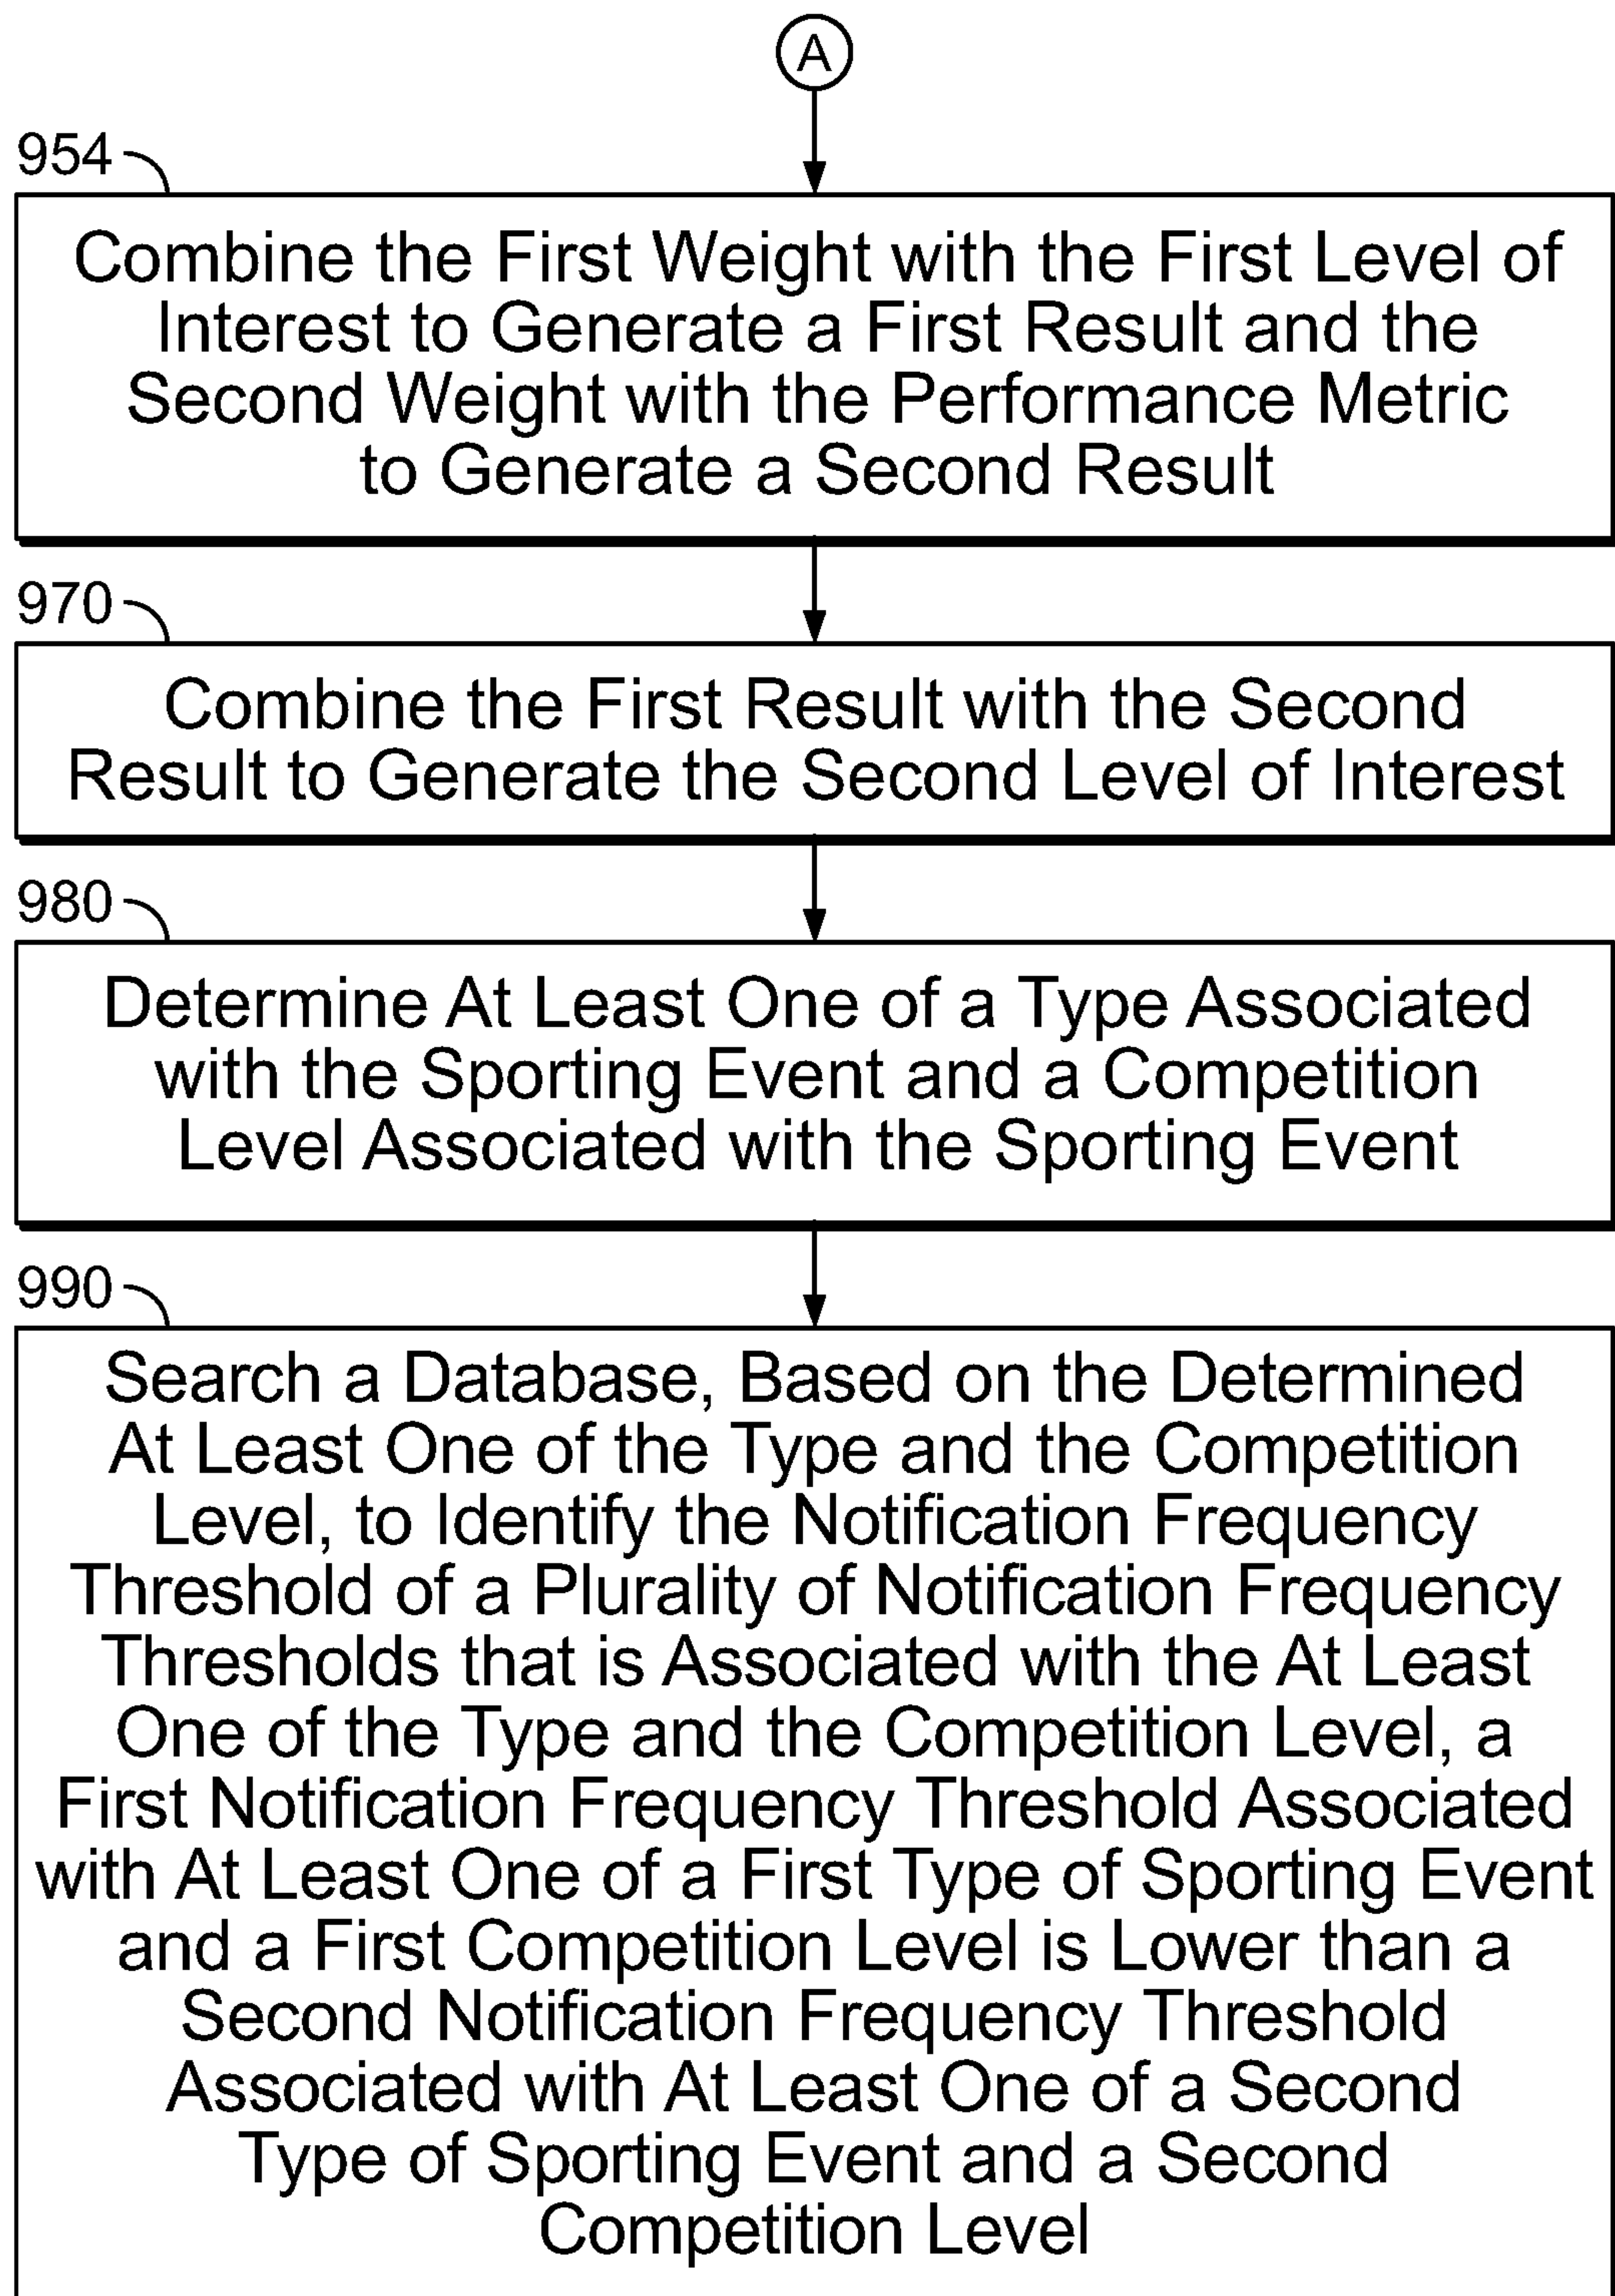 A
954
Combine the First Weight with the First Level of
Interest to Generate a First Result and the
Second Weight with the Performance Metric
to Generate a Second Result
970
Combine the First Result with the Second
Result to Generate the Second Level of Interest
980
Determine At Least One of a Type Associated
with the Sporting Event and a Competition
Level Associated with the Sporting Event
990
Search a Database, Based on the Determined
At Least One of the Type and the Competition
Level, to Identify the Notification Frequency
Threshold of a Plurality of Notification Frequency
Thresholds that is Associated with the At Least
One of the Type and the Competition Level, a
First Notification Frequency Threshold Associated
with At Least One of a First Type of Sporting Event
and a First Competition Level is Lower than a
Second Notification Frequency Threshold
Associated with At Least One of a Second
Type of Sporting Event and a Second
Competition Level